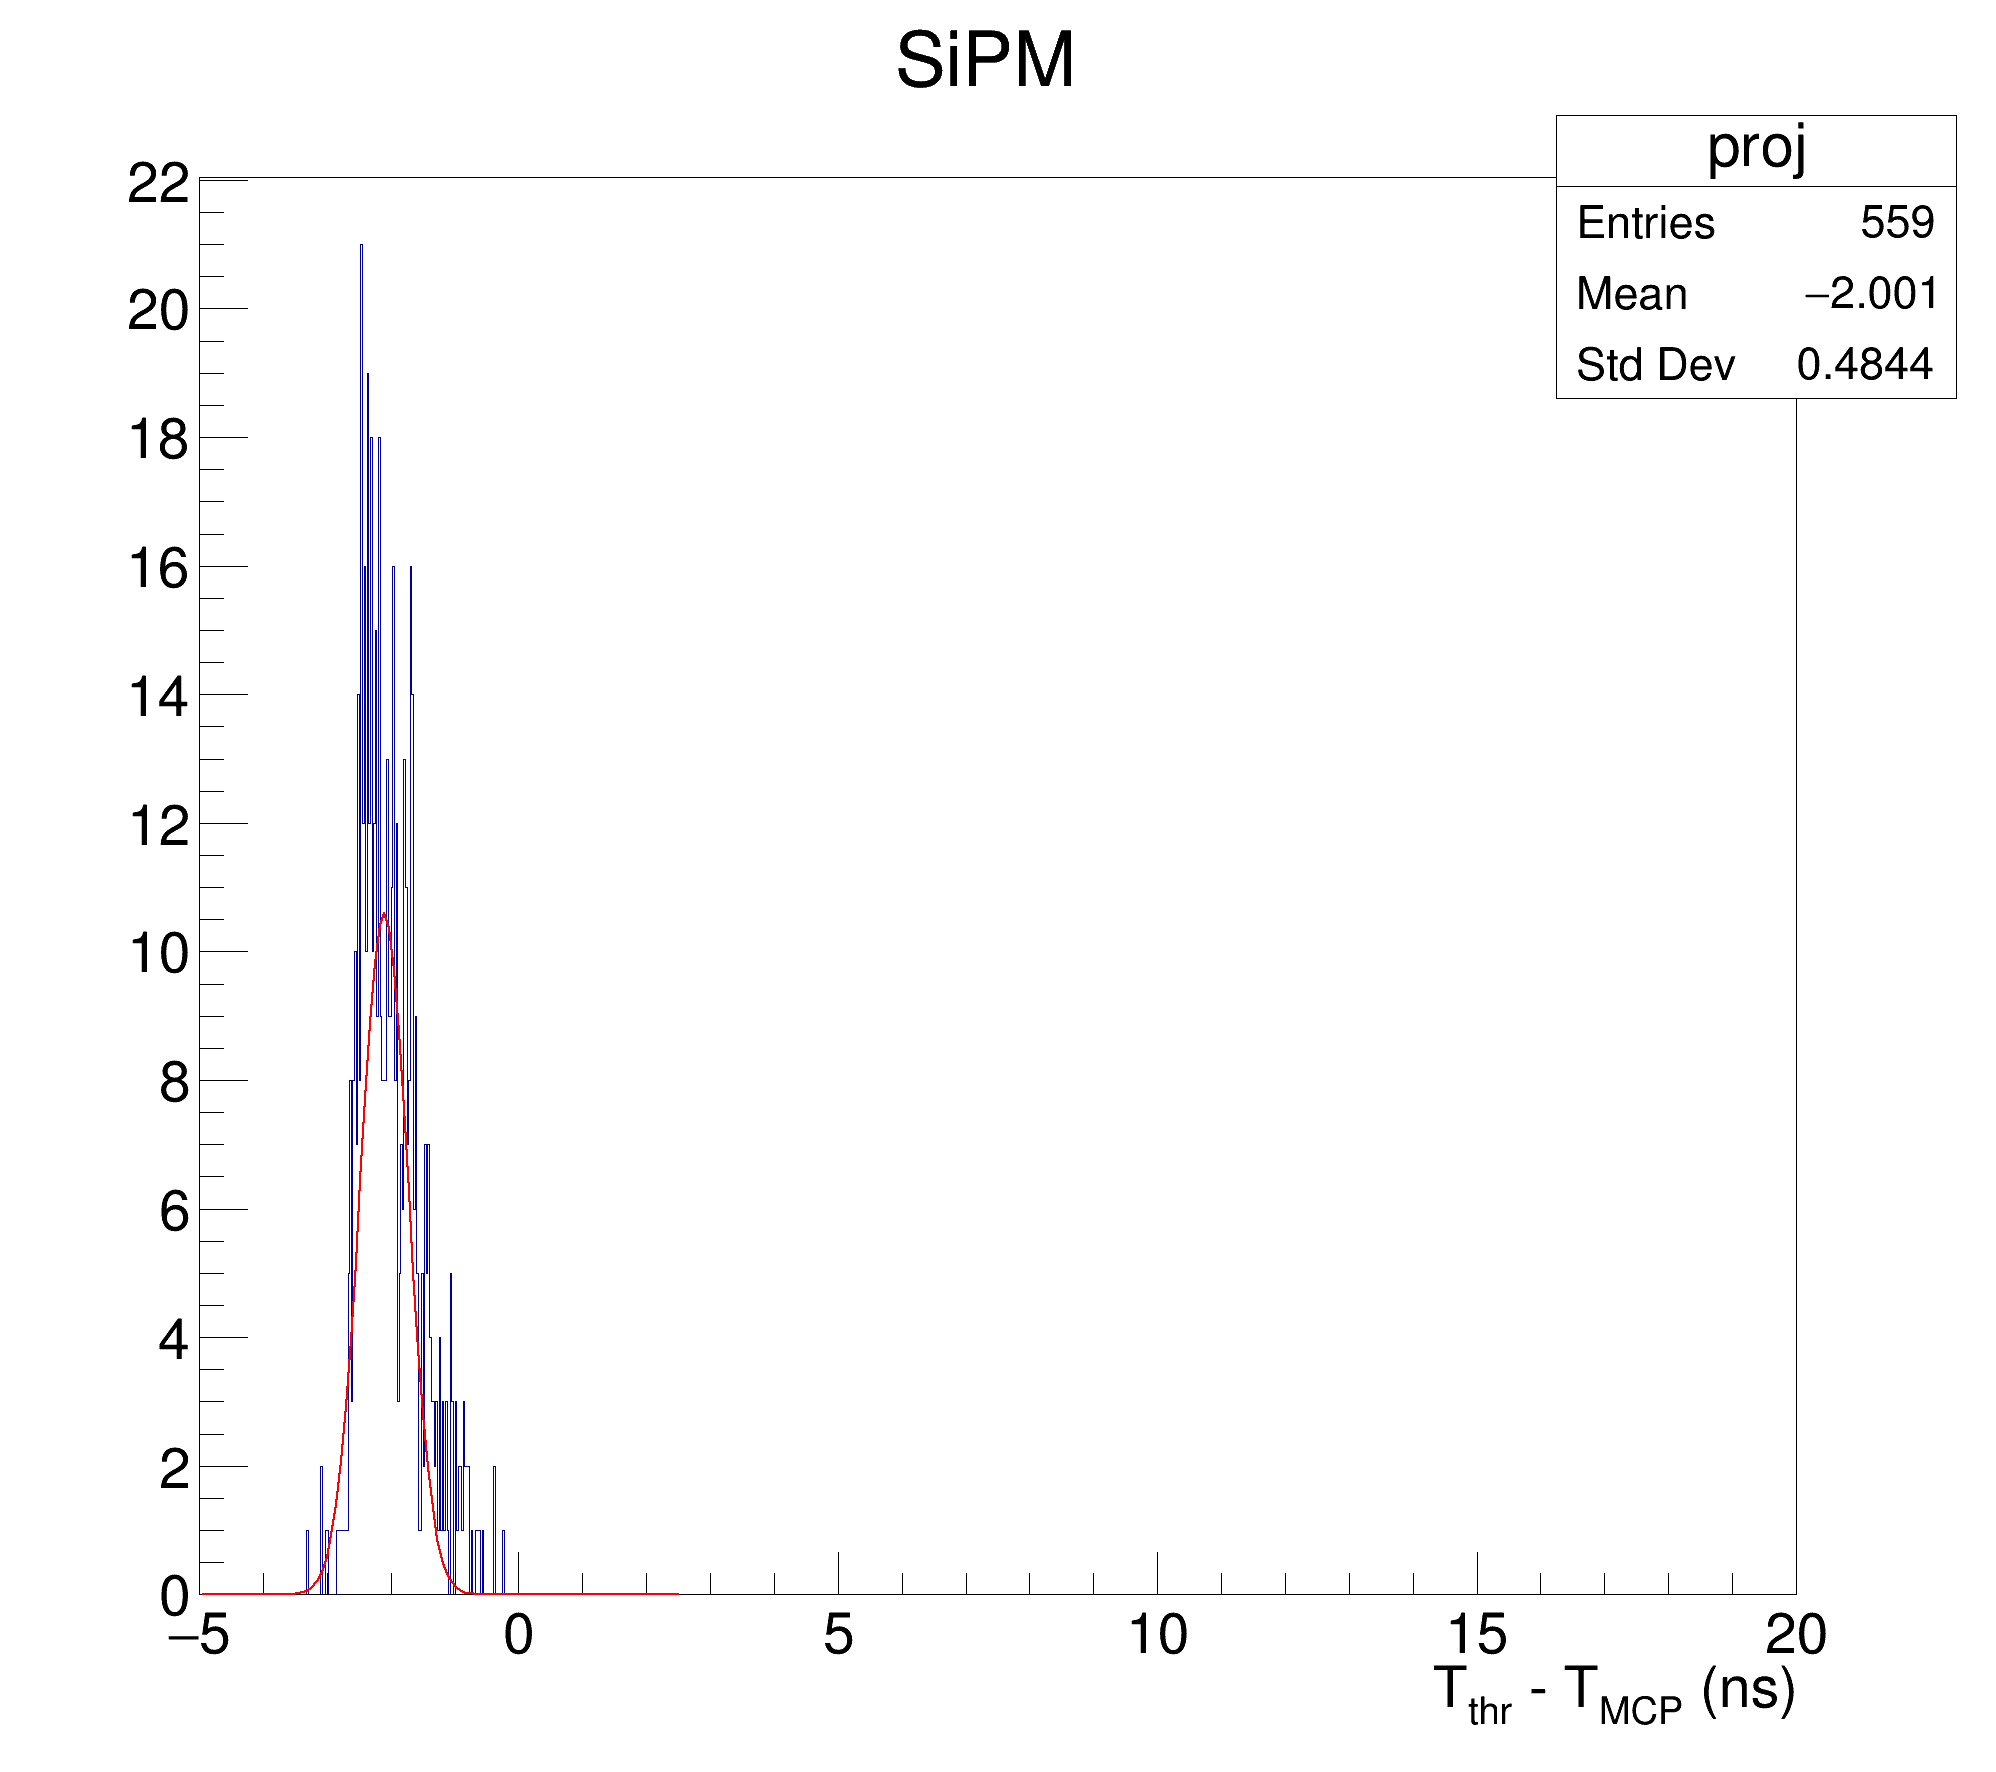 SiPM
proj
Entries 559
Mean −2.001
Std Dev 0.4844
22
20
18
16
14
12
10
8
6
4
2
0
−5 0 5 10 15 20
T_thr - T_MCP (ns)